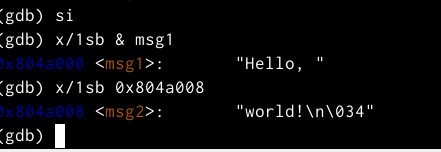 (gdb) si
(gdb) x/1sb & msg1
0x804a000 <msg1>: "Hello, "
(gdb) x/1sb 0x804a008
0x804a008 <msg2>: "world!\n\034"
(gdb)